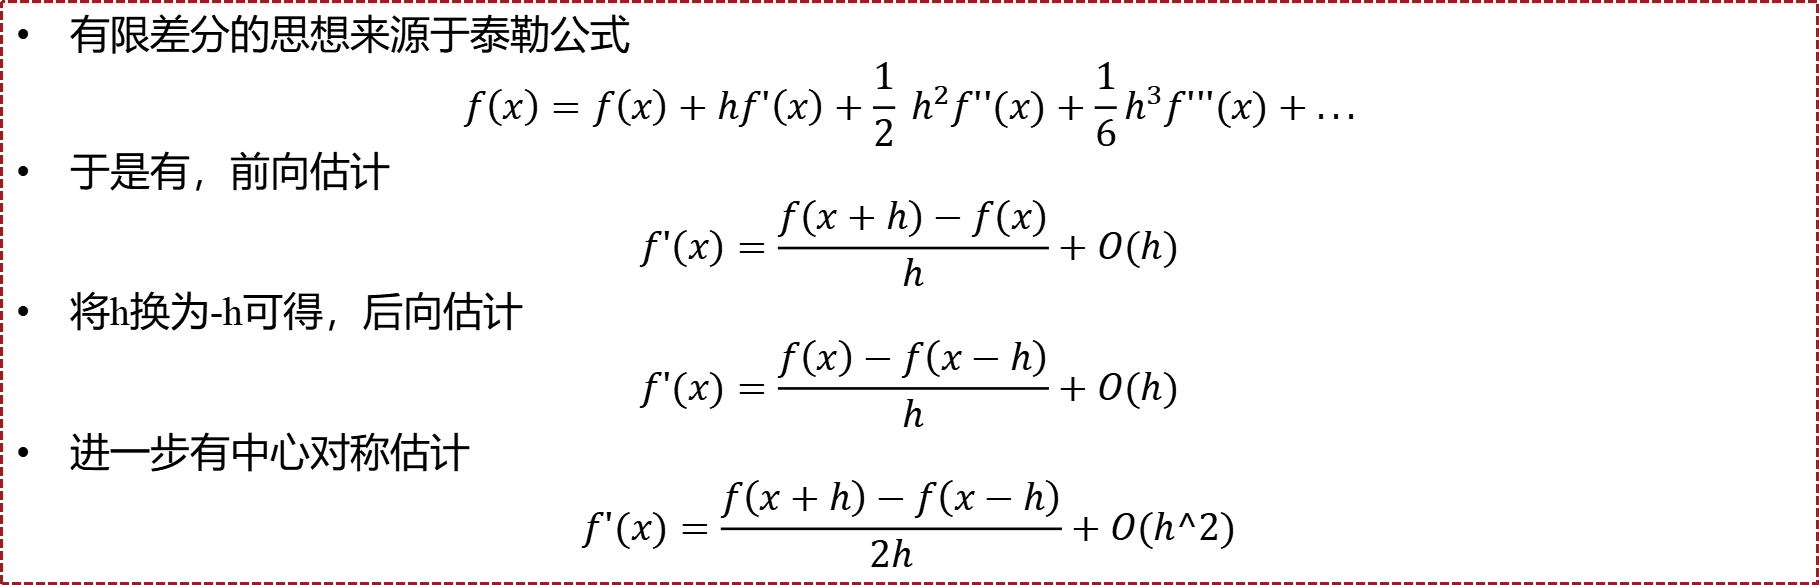 • 有限差分的思想来源于泰勒公式
f(x) = f(x) + hf'(x) + 1/2 h²f''(x) + 1/6 h³f'''(x) + …
• 于是有，前向估计
f'(x) = (f(x + h) − f(x))/h + O(h)
• 将h换为-h可得，后向估计
f'(x) = (f(x) − f(x − h))/h + O(h)
• 进一步有中心对称估计
f'(x) = (f(x + h) − f(x − h))/2h + O(h^2)